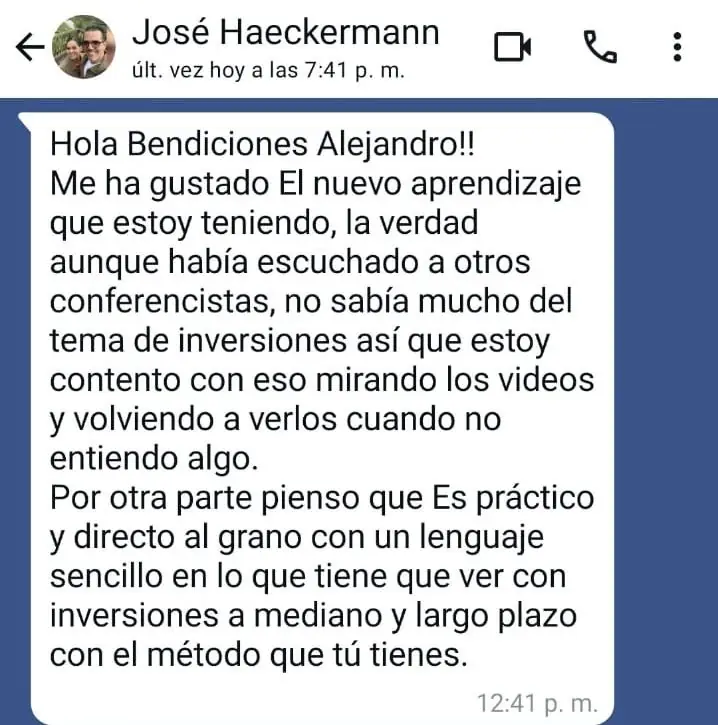 José Haeckermann
últ. vez hoy a las 7:41 p. m.
Hola Bendiciones Alejandro!!
Me ha gustado El nuevo aprendizaje
que estoy teniendo, la verdad
aunque había escuchado a otros
conferencistas, no sabía mucho del
tema de inversiones así que estoy
contento con eso mirando los videos
y volviendo a verlos cuando no
entiendo algo.
Por otra parte pienso que Es práctico
y directo al grano con un lenguaje
sencillo en lo que tiene que ver con
inversiones a mediano y largo plazo
con el método que tú tienes.
12:41 p. m.